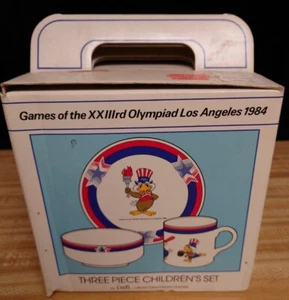 Games of the XXIIIrd Olympiad Los Angeles 1984
THREE PIECE CHILDREN'S SET